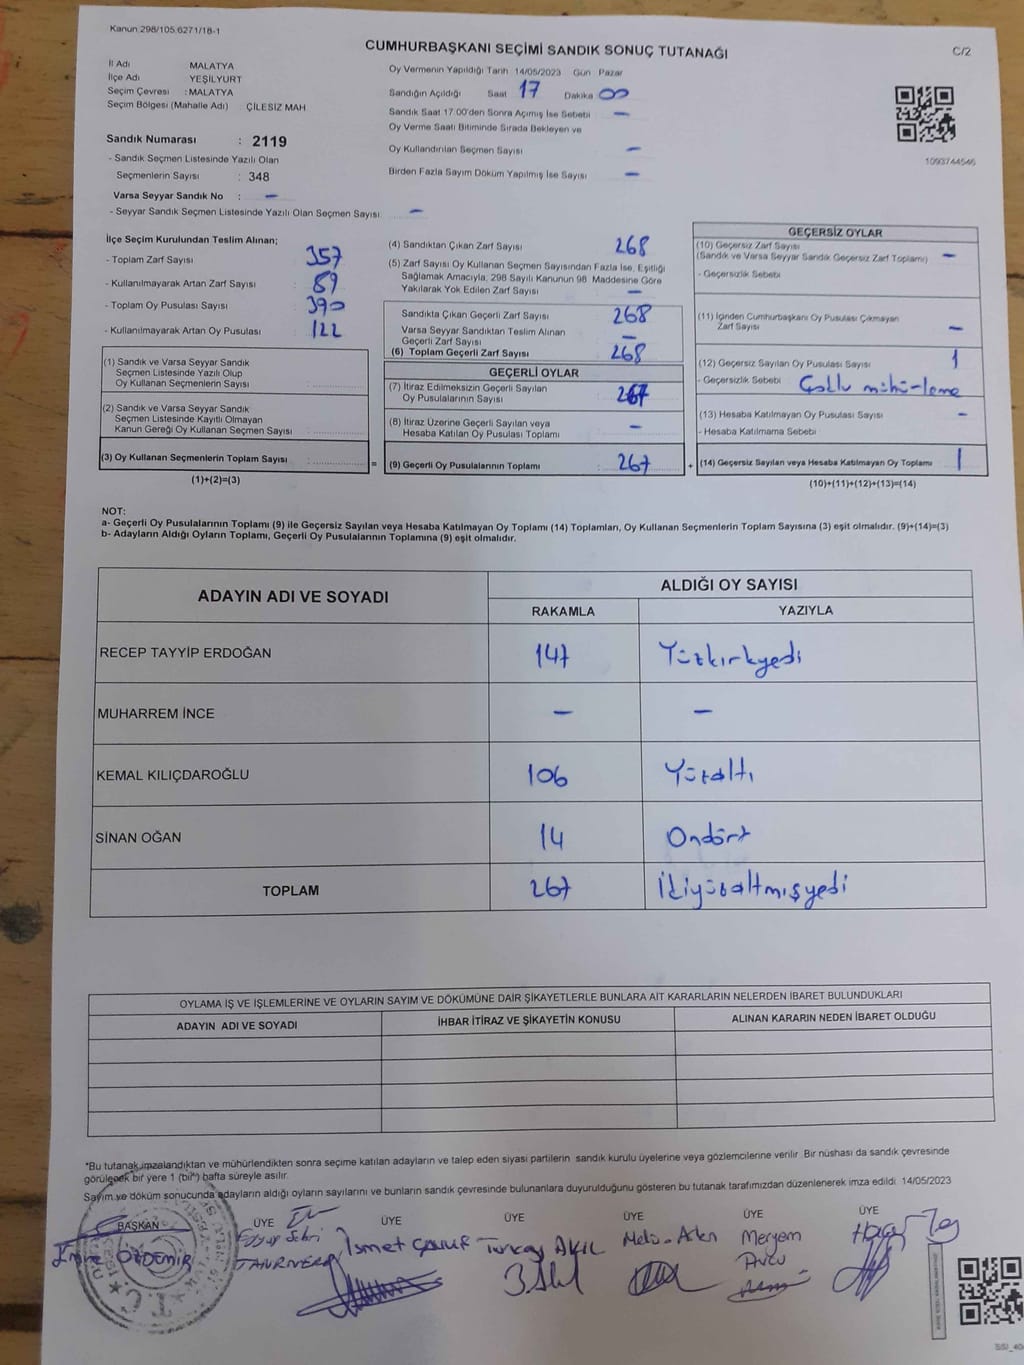 Kanun 298/105,6271/18-1
CUMHURBAŞKANI SEÇİMİ SANDIK SONUÇ TUTANAĞI
C/2
İl Adı MALATYA
İlçe Adı YEŞİLYURT
Seçim Çevresi : MALATYA
Seçim Bölgesi (Mahalle Adı) ÇİLESİZ MAH
Sandık Numarası : 2119
- Sandık Seçmen Listesinde Yazılı Olan
Seçmenlerin Sayısı : 348
Varsa Seyyar Sandık No : -
- Seyyar Sandık Seçmen Listesinde Yazılı Olan Seçmen Sayısı -
Oy Vermenin Yapıldığı Tarih 14/05/2023 Gün Pazar
Sandığın Açıldığı Saat 17 Dakika 00
Sandık Saat 17.00'den Sonra Açmış İse Sebebi -
Oy Verme Saati Bitiminde Sırada Bekleyen ve
Oy Kullandırılan Seçmen Sayısı -
Birden Fazla Sayım Döküm Yapılmış İse Sayısı -
1093744546
İlçe Seçim Kurulundan Teslim Alınan;
- Toplam Zarf Sayısı : 357
- Kullanılmayarak Artan Zarf Sayısı : 89
- Toplam Oy Pusulası Sayısı : 390
- Kullanılmayarak Artan Oy Pusulası : 122
(1) Sandık ve Varsa Seyyar Sandık
Seçmen Listesinde Yazılı Olup
Oy Kullanan Seçmenlerin Sayısı :
(2) Sandık ve Varsa Seyyar Sandık
Seçmen Listesinde Kayıtlı Olmayan
Kanun Gereği Oy Kullanan Seçmen Sayısı :
(3) Oy Kullanan Seçmenlerin Toplam Sayısı :
(1)+(2)=(3)
(4) Sandıktan Çıkan Zarf Sayısı : 268
(5) Zarf Sayısı Oy Kullanan Seçmen Sayısından Fazla İse, Eşitliği
Sağlamak Amacıyla; 298 Sayılı Kanunun 98. Maddesine Göre
Yakılarak Yok Edilen Zarf Sayısı : -
Sandıkta Çıkan Geçerli Zarf Sayısı : 268
Varsa Seyyar Sandıktan Teslim Alınan
Geçerli Zarf Sayısı : -
(6) Toplam Geçerli Zarf Sayısı : 268
GEÇERLİ OYLAR
(7) İtiraz Edilmeksizin Geçerli Sayılan
Oy Pusulalarının Sayısı : 267
(8) İtiraz Üzerine Geçerli Sayılan veya
Hesaba Katılan Oy Pusulası Toplamı : -
= (9) Geçerli Oy Pusulalarının Toplamı : 267
GEÇERSİZ OYLAR
(10) Geçersiz Zarf Sayısı
(Sandık ve Varsa Seyyar Sandık Geçersiz Zarf Toplamı) -
- Geçersizlik Sebebi
(11) İçinden Cumhurbaşkanı Oy Pusulası Çıkmayan
Zarf Sayısı -
(12) Geçersiz Sayılan Oy Pusulası Sayısı 1
- Geçersizlik Sebebi Çoklu mühürleme
(13) Hesaba Katılmayan Oy Pusulası Sayısı -
- Hesaba Katılmama Sebebi
+ (14) Geçersiz Sayılan veya Hesaba Katılmayan Oy Toplamı 1
(10)+(11)+(12)+(13)=(14)
NOT:
a- Geçerli Oy Pusulalarının Toplamı (9) ile Geçersiz Sayılan veya Hesaba Katılmayan Oy Toplamı (14) Toplamları, Oy Kullanan Seçmenlerin Toplam Sayısına (3) eşit olmalıdır. (9)+(14)=(3)
b- Adayların Aldığı Oyların Toplamı, Geçerli Oy Pusulalarının Toplamına (9) eşit olmalıdır.
ADAYIN ADI VE SOYADI
ALDIĞI OY SAYISI
RAKAMLA YAZIYLA
RECEP TAYYİP ERDOĞAN 147 Yüzkırkyedi
MUHARREM İNCE - -
KEMAL KILIÇDAROĞLU 106 Yüzaltı
SİNAN OĞAN 14 Ondört
TOPLAM 267 İkiyüzaltmışyedi
OYLAMA İŞ VE İŞLEMLERİNE VE OYLARIN SAYIM VE DÖKÜMÜNE DAİR ŞİKAYETLERLE BUNLARA AİT KARARLARIN NELERDEN İBARET BULUNDUKLARI
ADAYIN ADI VE SOYADI İHBAR İTİRAZ VE ŞİKAYETİN KONUSU ALINAN KARARIN NEDEN İBARET OLDUĞU
*Bu tutanak imzalandıktan ve mühürlendikten sonra seçime katılan adayların ve talep eden siyasi partilerin sandık kurulu üyelerine veya gözlemcilerine verilir. Bir nüshası da sandık çevresinde
görülecek bir yere 1 (bir) hafta süreyle asılır.
Sayım ve döküm sonucunda adayların aldığı oyların sayılarını ve bunların sandık çevresinde bulunanlara duyurulduğunu gösteren bu tutanak tarafımızdan düzenlenerek imza edildi. 14/05/2023
BAŞKAN ÜYE ÜYE ÜYE ÜYE ÜYE ÜYE
Emre ÖZDEMİR
TANRIVERDİ
İsmet ÇINAR
Türkay AKIL
Meryem
Avcu
T.C.